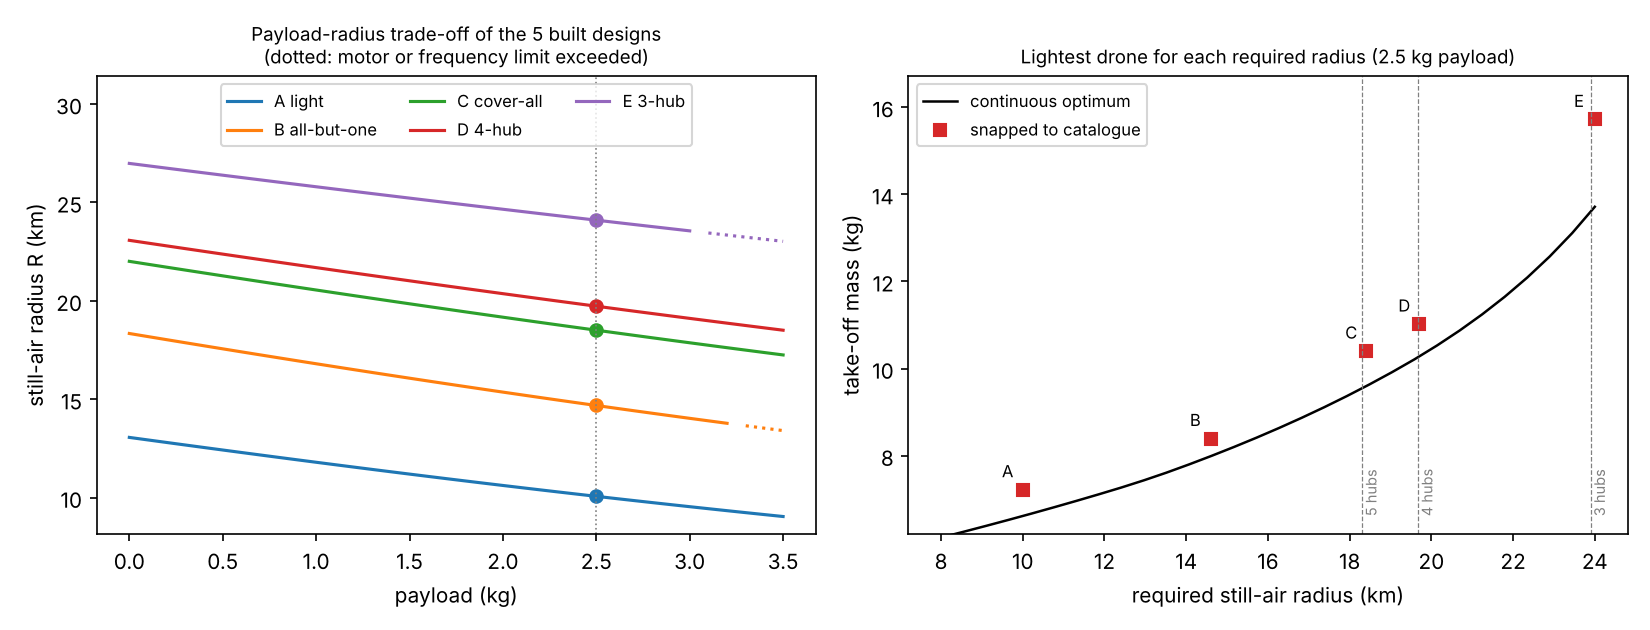 Payload-radius trade-off of the 5 built designs
(dotted: motor or frequency limit exceeded)
A light
B all-but-one
C cover-all
D 4-hub
E 3-hub
still-air radius R (km)
30
25
20
15
10
0.0 0.5 1.0 1.5 2.0 2.5 3.0 3.5
payload (kg)
Lightest drone for each required radius (2.5 kg payload)
continuous optimum
snapped to catalogue
take-off mass (kg)
16
14
12
10
8
A
B
C
D
E
5 hubs
4 hubs
3 hubs
8 10 12 14 16 18 20 22 24
required still-air radius (km)